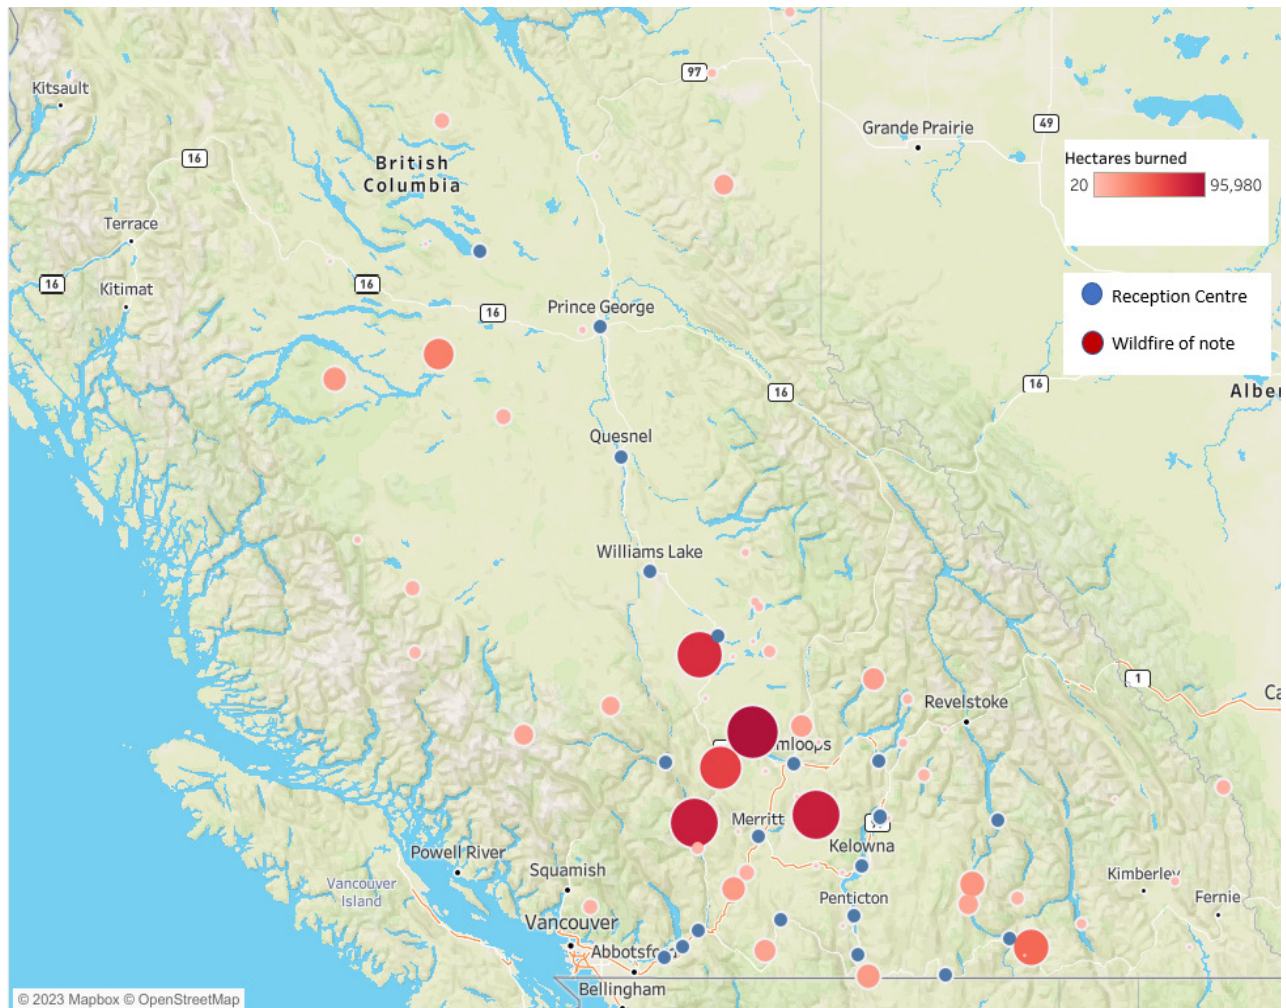 Kitsault
97
Grande Prairie
49
16
British
Columbia
Hectares burned
20
95,980
Terrace
16
16
Kitimat
16
Prince George
Reception Centre
Wildfire of note
16
16
Alber
Quesnel
Williams Lake
1
Revelstoke
Ca
mloops
Merritt
9
Kelowna
Powell River
Squamish
Vancouver
Island
Penticton
Kimberley
Fernie
Vancouver
Abbotsford
Bellingham
© 2023 Mapbox © OpenStreetMap